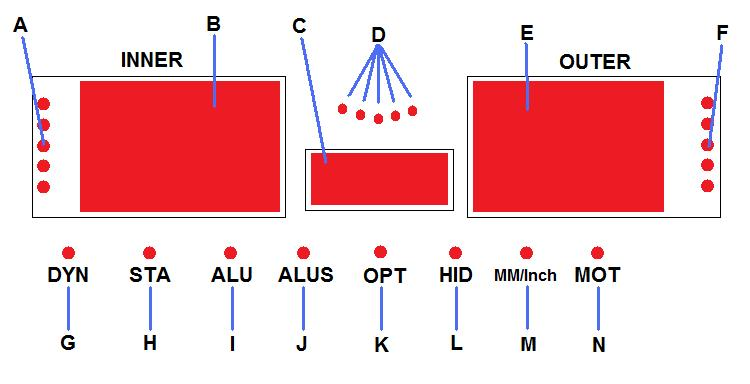 A B C D E F
INNER OUTER
DYN STA ALU ALUS OPT HID MM/Inch MOT
G H I J K L M N